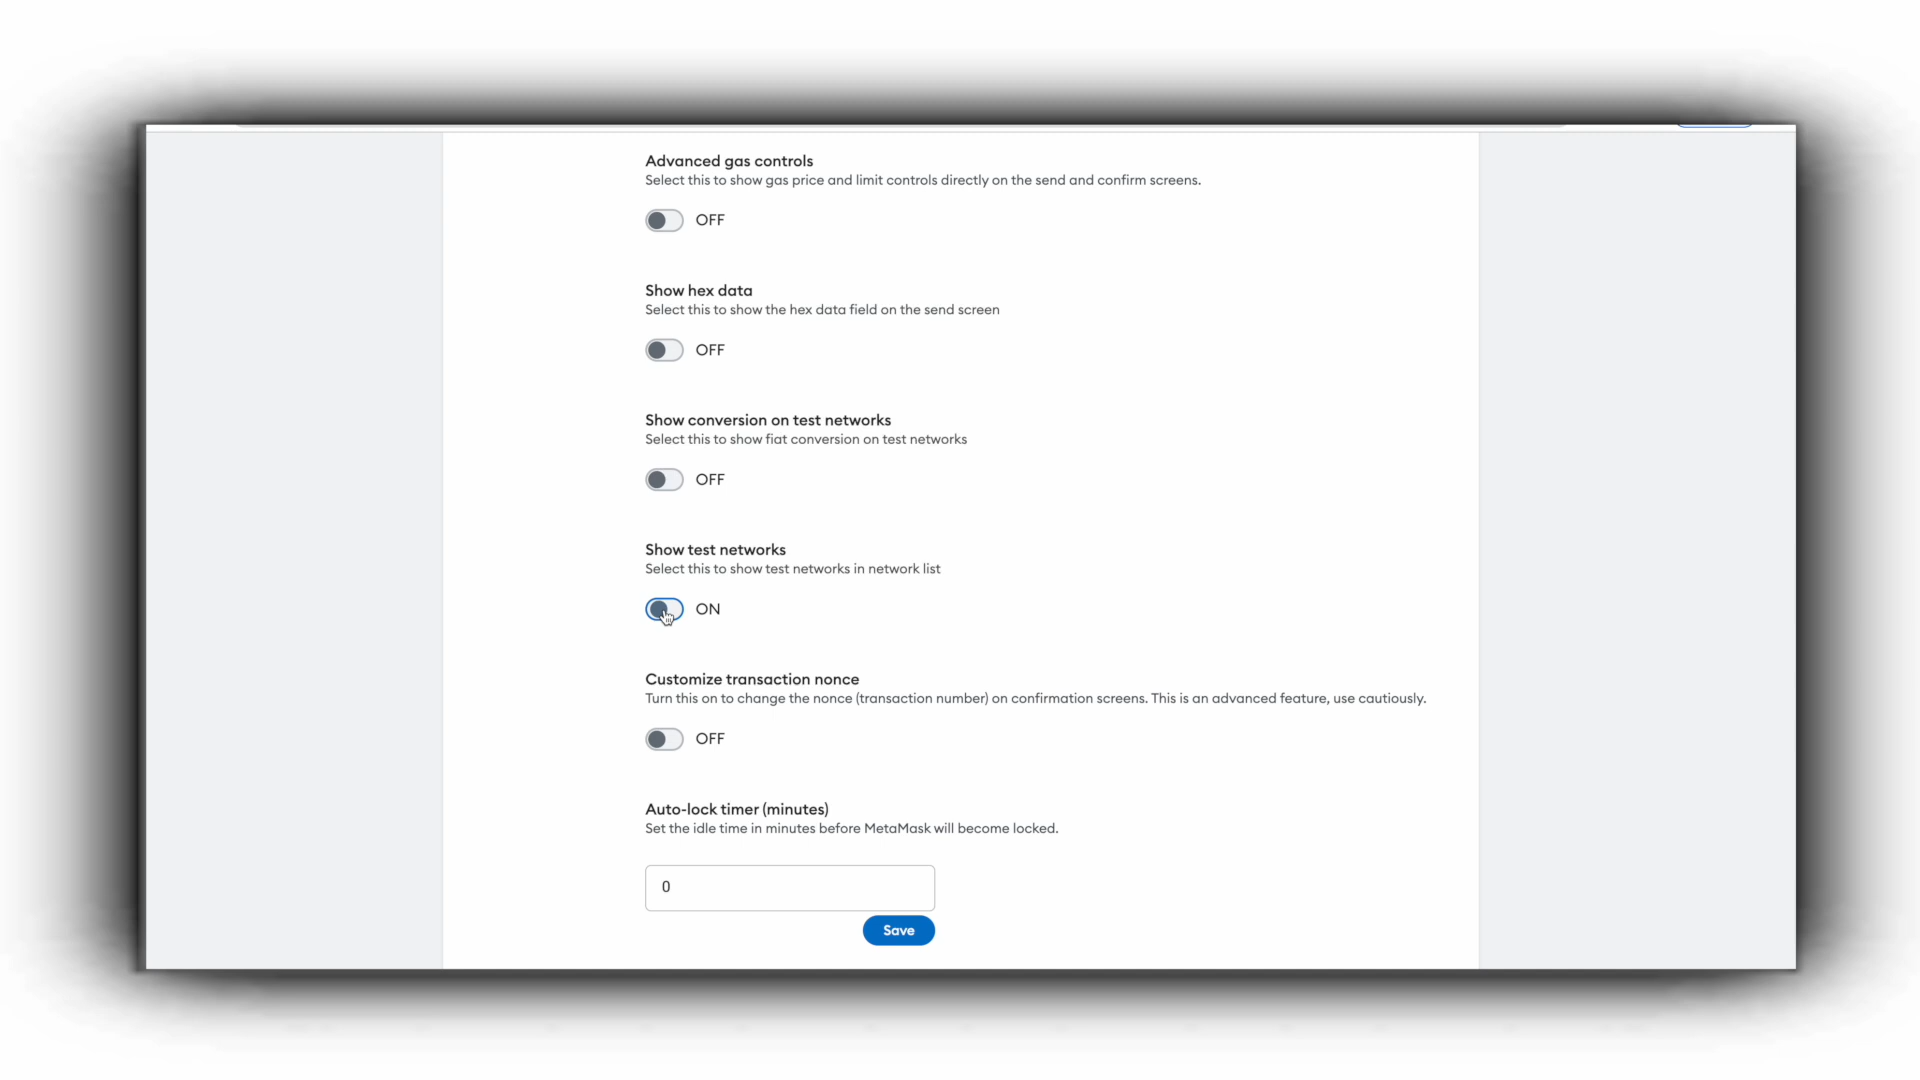 Advanced gas controls
Select this to show gas price and limit controls directly on the send and confirm screens.
OFF
Show hex data
Select this to show the hex data field on the send screen
OFF
Show conversion on test networks
Select this to show fiat conversion on test networks
OFF
Show test networks
Select this to show test networks in network list
ON
Customize transaction nonce
Turn this on to change the nonce (transaction number) on confirmation screens. This is an advanced feature, use cautiously.
OFF
Auto-lock timer (minutes)
Set the idle time in minutes before MetaMask will become locked.
0
Save